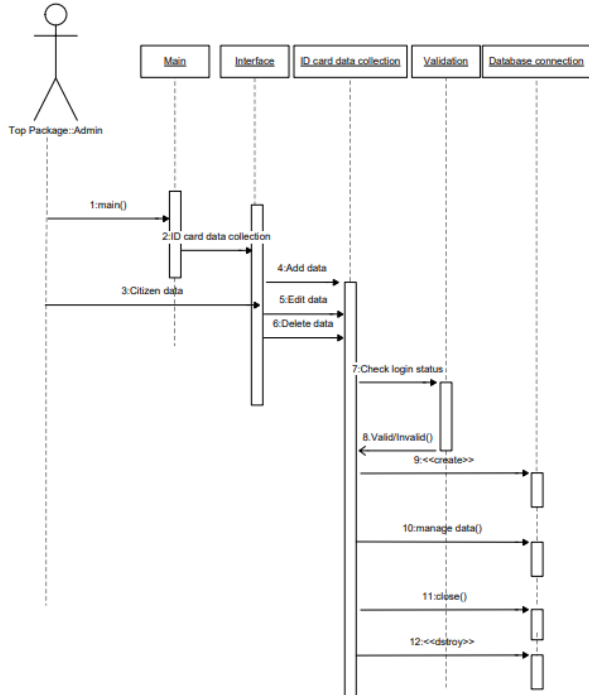 Main
Interface
ID card data collection
Validation
Database connection
Top Package::Admin
1:main()
2:ID card data collection
4:Add data
3:Citizen data
5:Edit data
6:Delete data
7:Check login status
8.Valid/Invalid()
9:<<create>>
10:manage data()
11:close()
12:<<dstroy>>